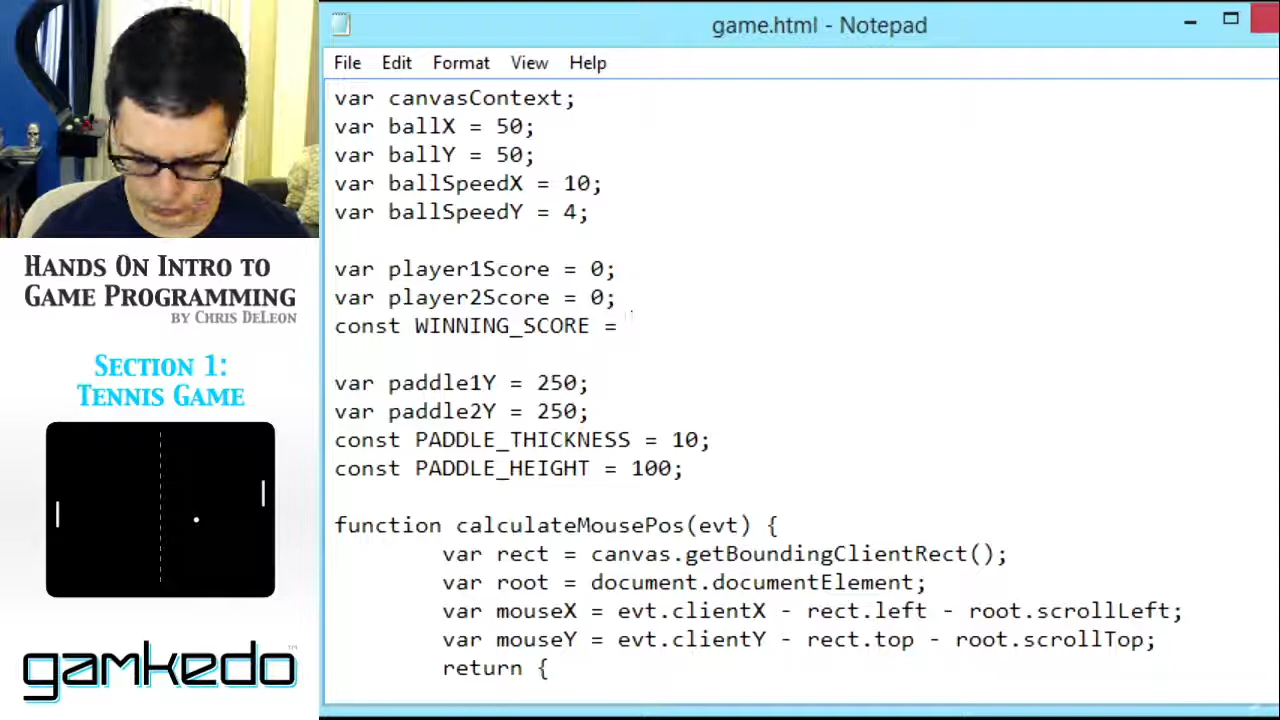 game.html - Notepad
File Edit Format View Help
var canvasContext;
var ballX = 50;
var ballY = 50;
var ballSpeedX = 10;
var ballSpeedY = 4;
var player1Score = 0;
var player2Score = 0;
const WINNING_SCORE =
var paddle1Y = 250;
var paddle2Y = 250;
const PADDLE_THICKNESS = 10;
const PADDLE_HEIGHT = 100;
function calculateMousePos(evt) {
var rect = canvas.getBoundingClientRect();
var root = document.documentElement;
var mouseX = evt.clientX - rect.left - root.scrollLeft;
var mouseY = evt.clientY - rect.top - root.scrollTop;
return {
Hands On Intro to
Game Programming
by Chris DeLeon
Section 1:
Tennis Game
gamkedo™